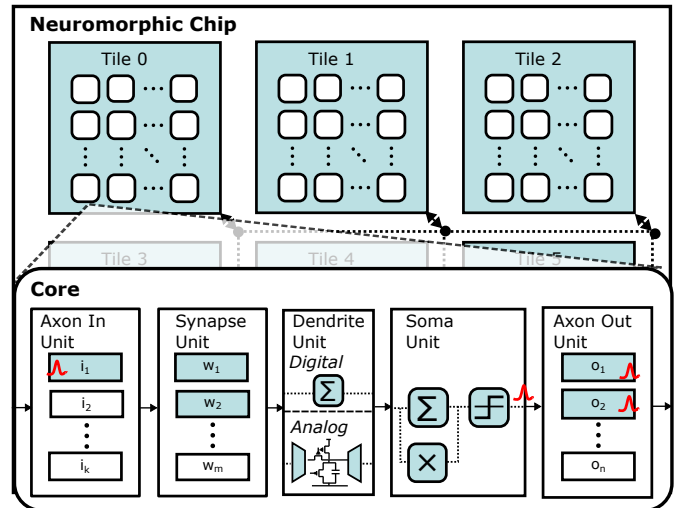 Neuromorphic Chip
Tile 0
Tile 1
Tile 2
Tile 3
Tile 4
Tile 5
Core
Axon In
Unit
i1
i2
ik
Synapse
Unit
w1
w2
wm
Dendrite
Unit
Digital
Σ
Analog
Soma
Unit
Σ
×
Axon Out
Unit
o1
o2
on